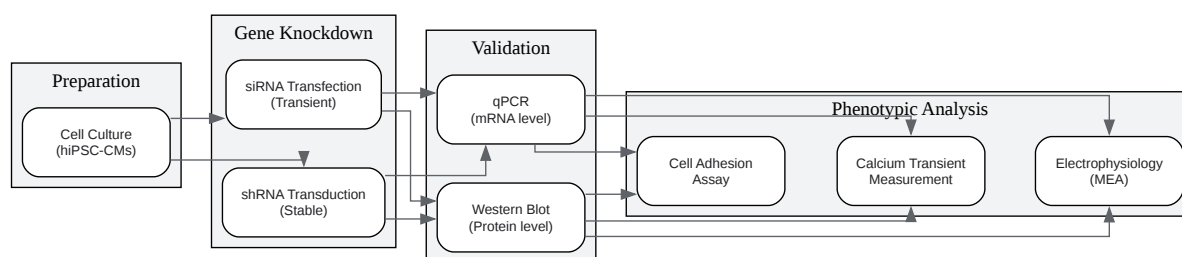 Preparation
Cell Culture
(hiPSC-CMs)
Gene Knockdown
siRNA Transfection
(Transient)
shRNA Transduction
(Stable)
Validation
qPCR
(mRNA level)
Western Blot
(Protein level)
Phenotypic Analysis
Cell Adhesion
Assay
Calcium Transient
Measurement
Electrophysiology
(MEA)